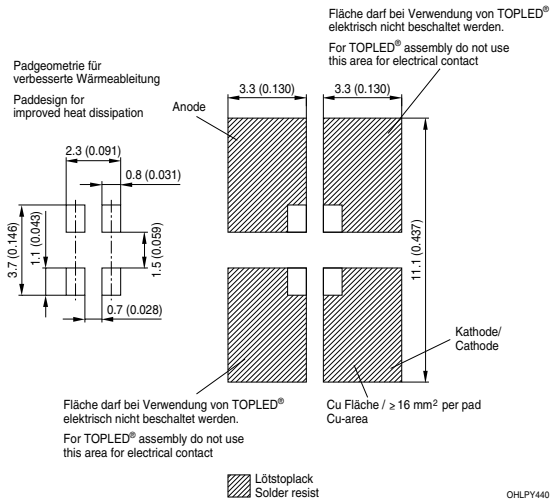 Fläche darf bei Verwendung von TOPLED®
elektrisch nicht beschaltet werden.
For TOPLED® assembly do not use
this area for electrical contact
Padgeometrie für
verbesserte Wärmeableitung
Paddesign for
improved heat dissipation
Anode
3.3 (0.130)
3.3 (0.130)
2.3 (0.091)
0.8 (0.031)
3.7 (0.146)
1.1 (0.043)
1.5 (0.059)
0.7 (0.028)
11.1 (0.437)
Kathode/
Cathode
Fläche darf bei Verwendung von TOPLED®
elektrisch nicht beschaltet werden.
For TOPLED® assembly do not use
this area for electrical contact
Cu Fläche / ≥ 16 mm² per pad
Cu-area
Lötstoplack
Solder resist
OHLPY440